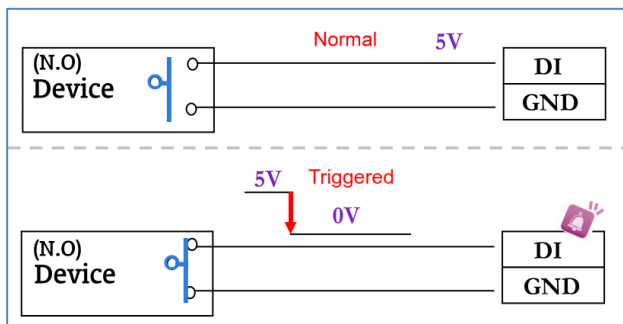 Normal 5V
(N.O)
Device
DI
GND
5V Triggered
0V
(N.O)
Device
DI
GND